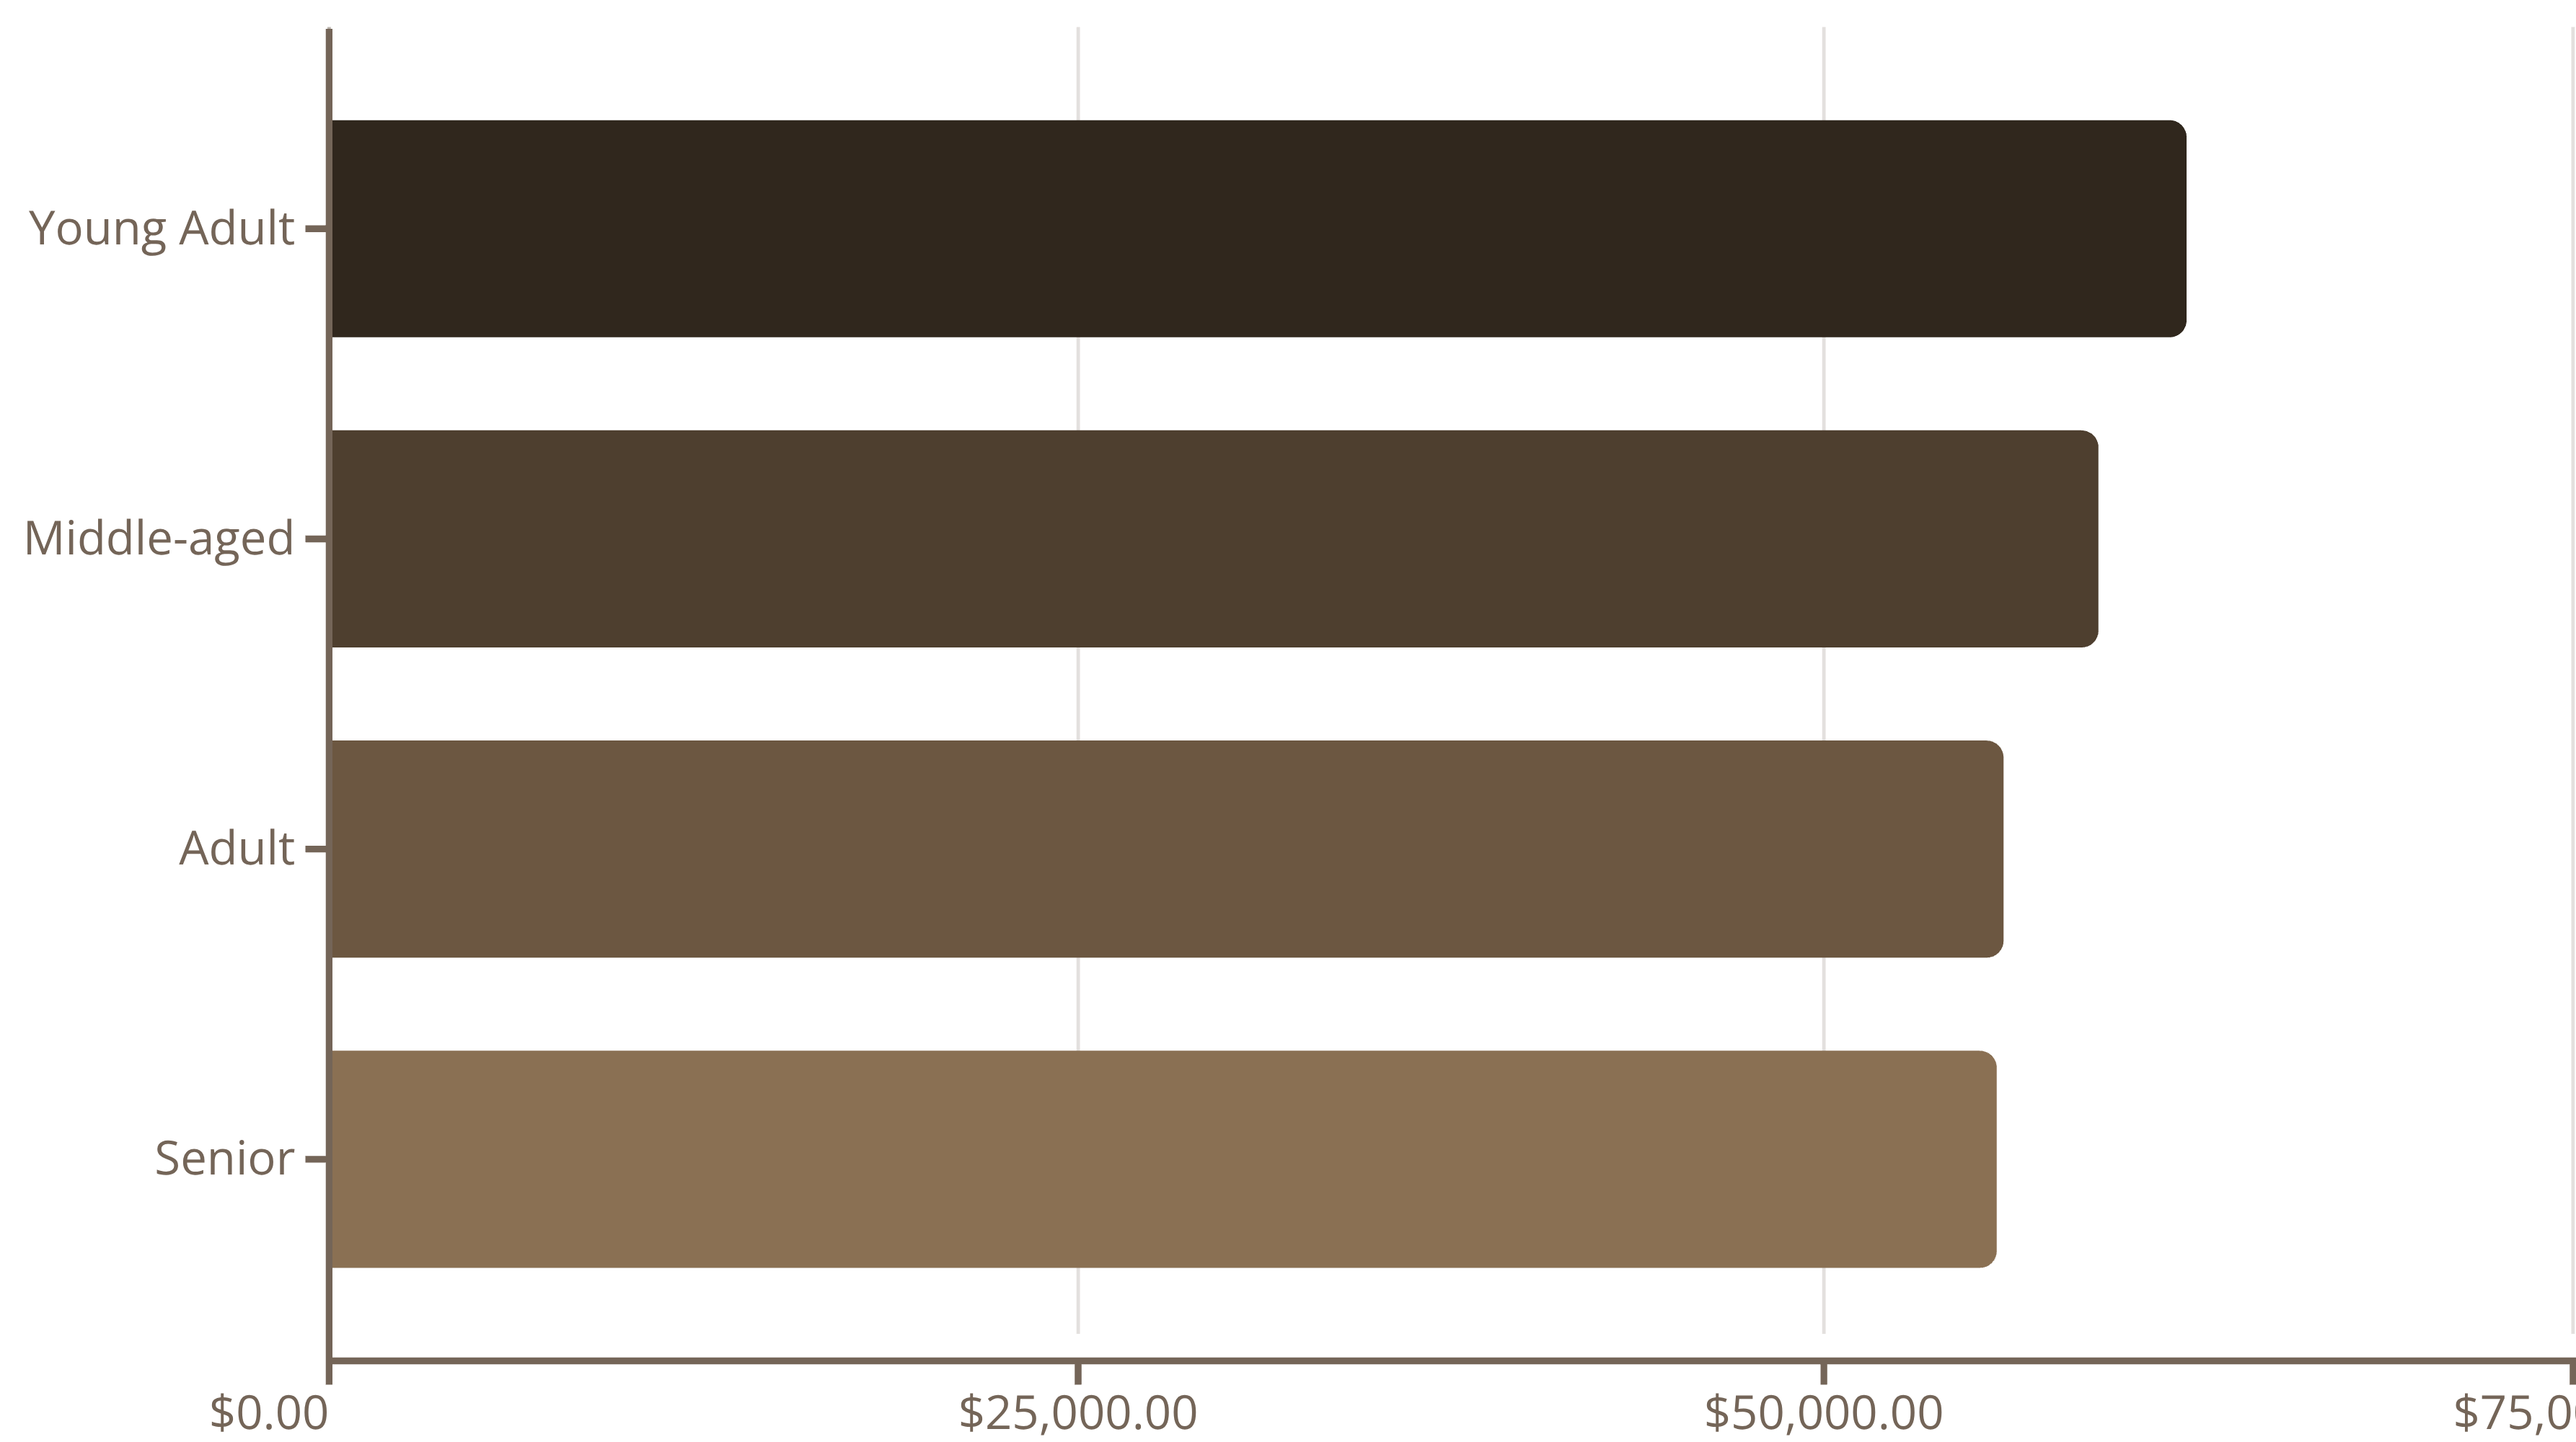 Young Adult
Middle-aged
Adult
Senior
$0.00 $25,000.00 $50,000.00